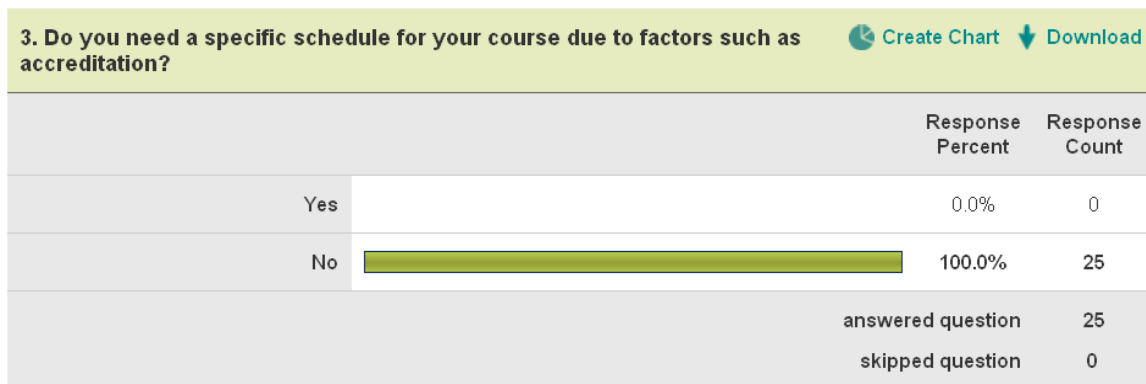 3. Do you need a specific schedule for your course due to factors such as
accreditation?
Create Chart Download
Response Percent Response Count
Yes 0.0% 0
No 100.0% 25
answered question 25
skipped question 0